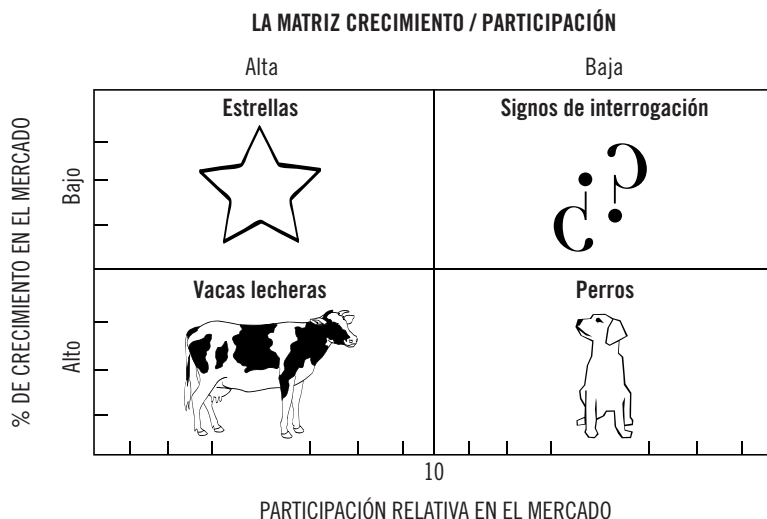 LA MATRIZ CRECIMIENTO / PARTICIPACIÓN
Alta
Baja
% DE CRECIMIENTO EN EL MERCADO
Bajo
Estrellas
Signos de interrogación
¿?
Alto
Vacas lecheras
Perros
10
PARTICIPACIÓN RELATIVA EN EL MERCADO